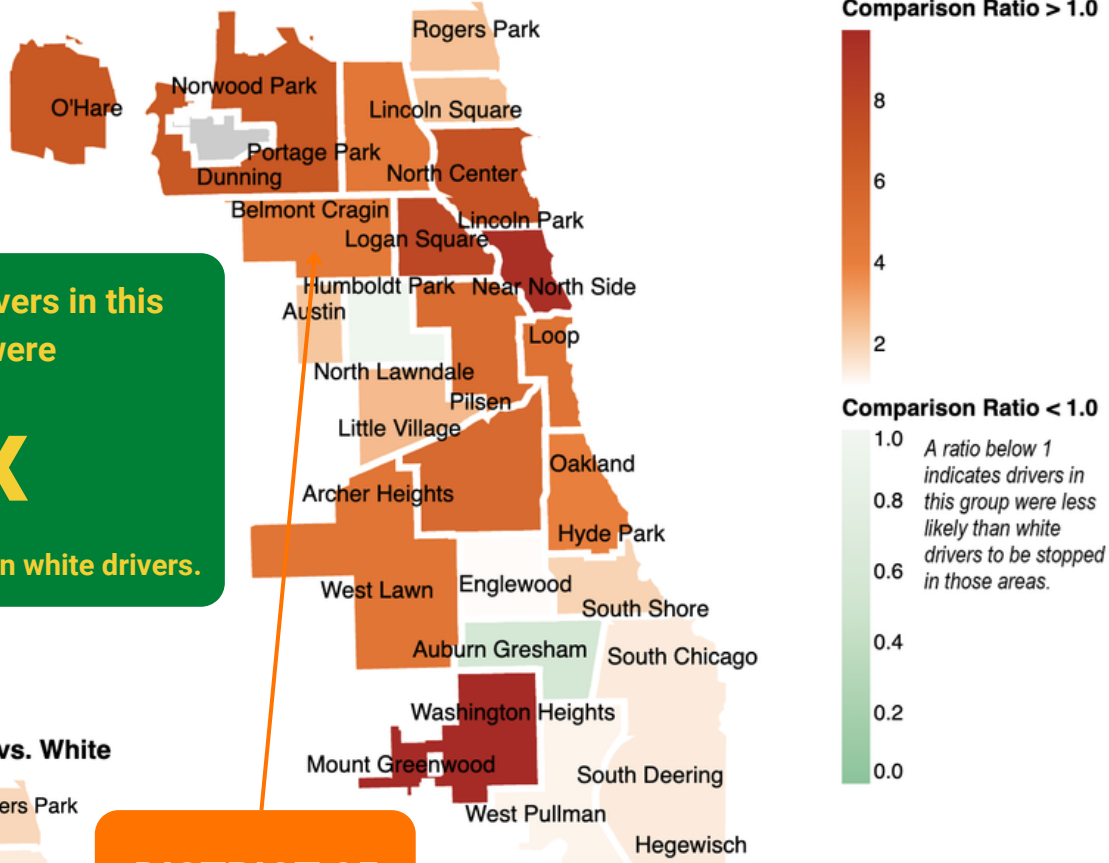 Comparison Ratio > 1.0
8
6
4
2
Comparison Ratio < 1.0
1.0
0.8
0.6
0.4
0.2
0.0
A ratio below 1
indicates drivers in
this group were less
likely than white
drivers to be stopped
in those areas.
Rogers Park
Norwood Park
O'Hare
Lincoln Square
Portage Park
Dunning
North Center
Belmont Cragin
Lincoln Park
Logan Square
Humboldt Park
Near North Side
Austin
Loop
North Lawndale
Pilsen
Little Village
Oakland
Archer Heights
Hyde Park
Englewood
West Lawn
South Shore
Auburn Gresham
South Chicago
Washington Heights
Mount Greenwood
South Deering
West Pullman
Hegewisch
in this
white drivers.
vs. White
Park